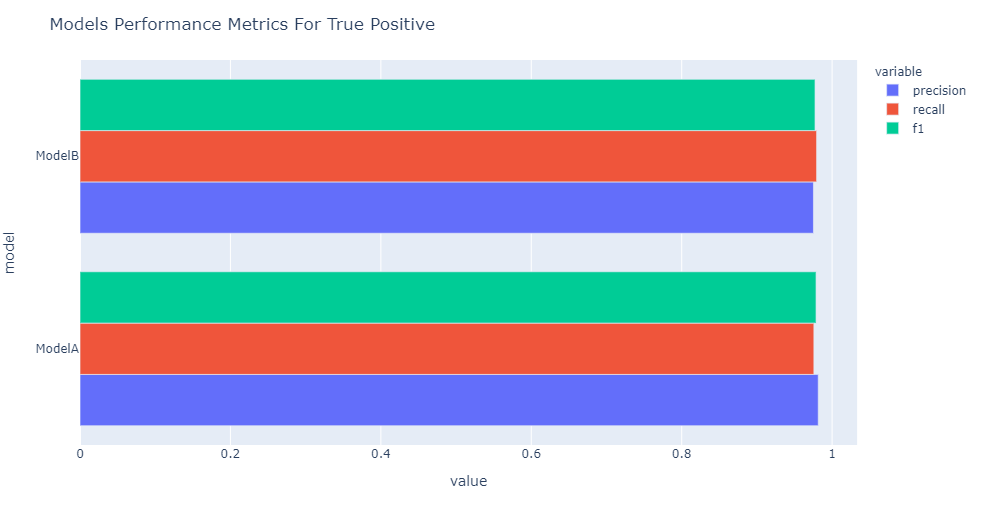 Models Performance Metrics For True Positive
variable
precision
recall
f1
ModelB
ModelA
model
0 0.2 0.4 0.6 0.8 1
value